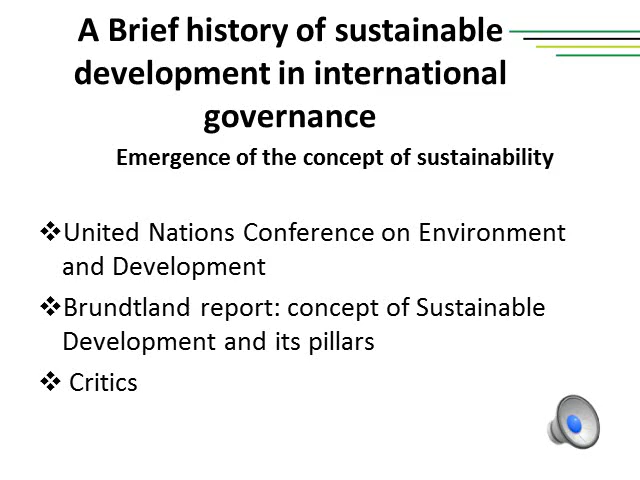 A Brief history of sustainable
development in international
governance
Emergence of the concept of sustainability
❖United Nations Conference on Environment
and Development
❖Brundtland report: concept of Sustainable
Development and its pillars
❖ Critics